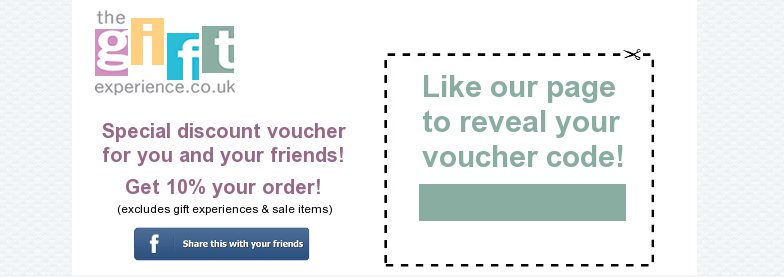 the
gift
experience.co.uk
Special discount voucher
for you and your friends!
Get 10% your order!
(excludes gift experiences & sale items)
f Share this with your friends
Like our page
to reveal your
voucher code!